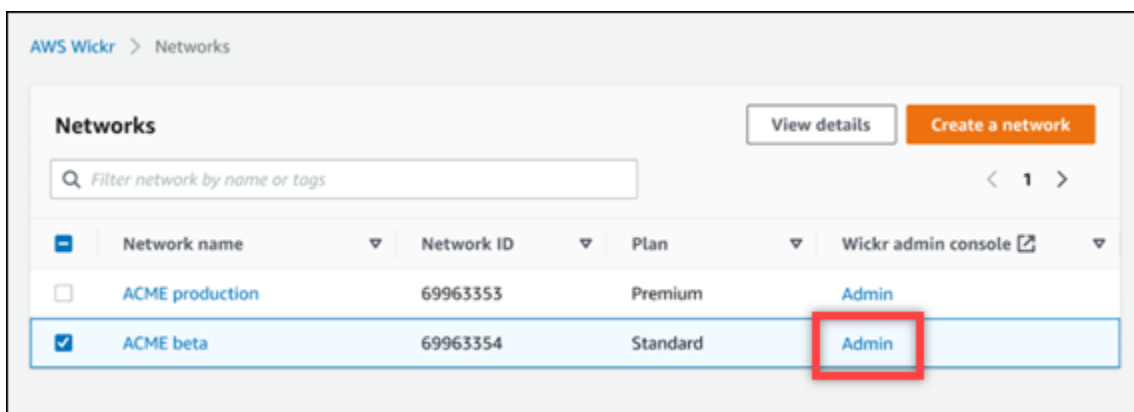 AWS Wickr > Networks
Networks
View details
Create a network
Filter network by name or tags
< 1 >
Network name Network ID Plan Wickr admin console
ACME production 69963353 Premium Admin
ACME beta 69963354 Standard Admin